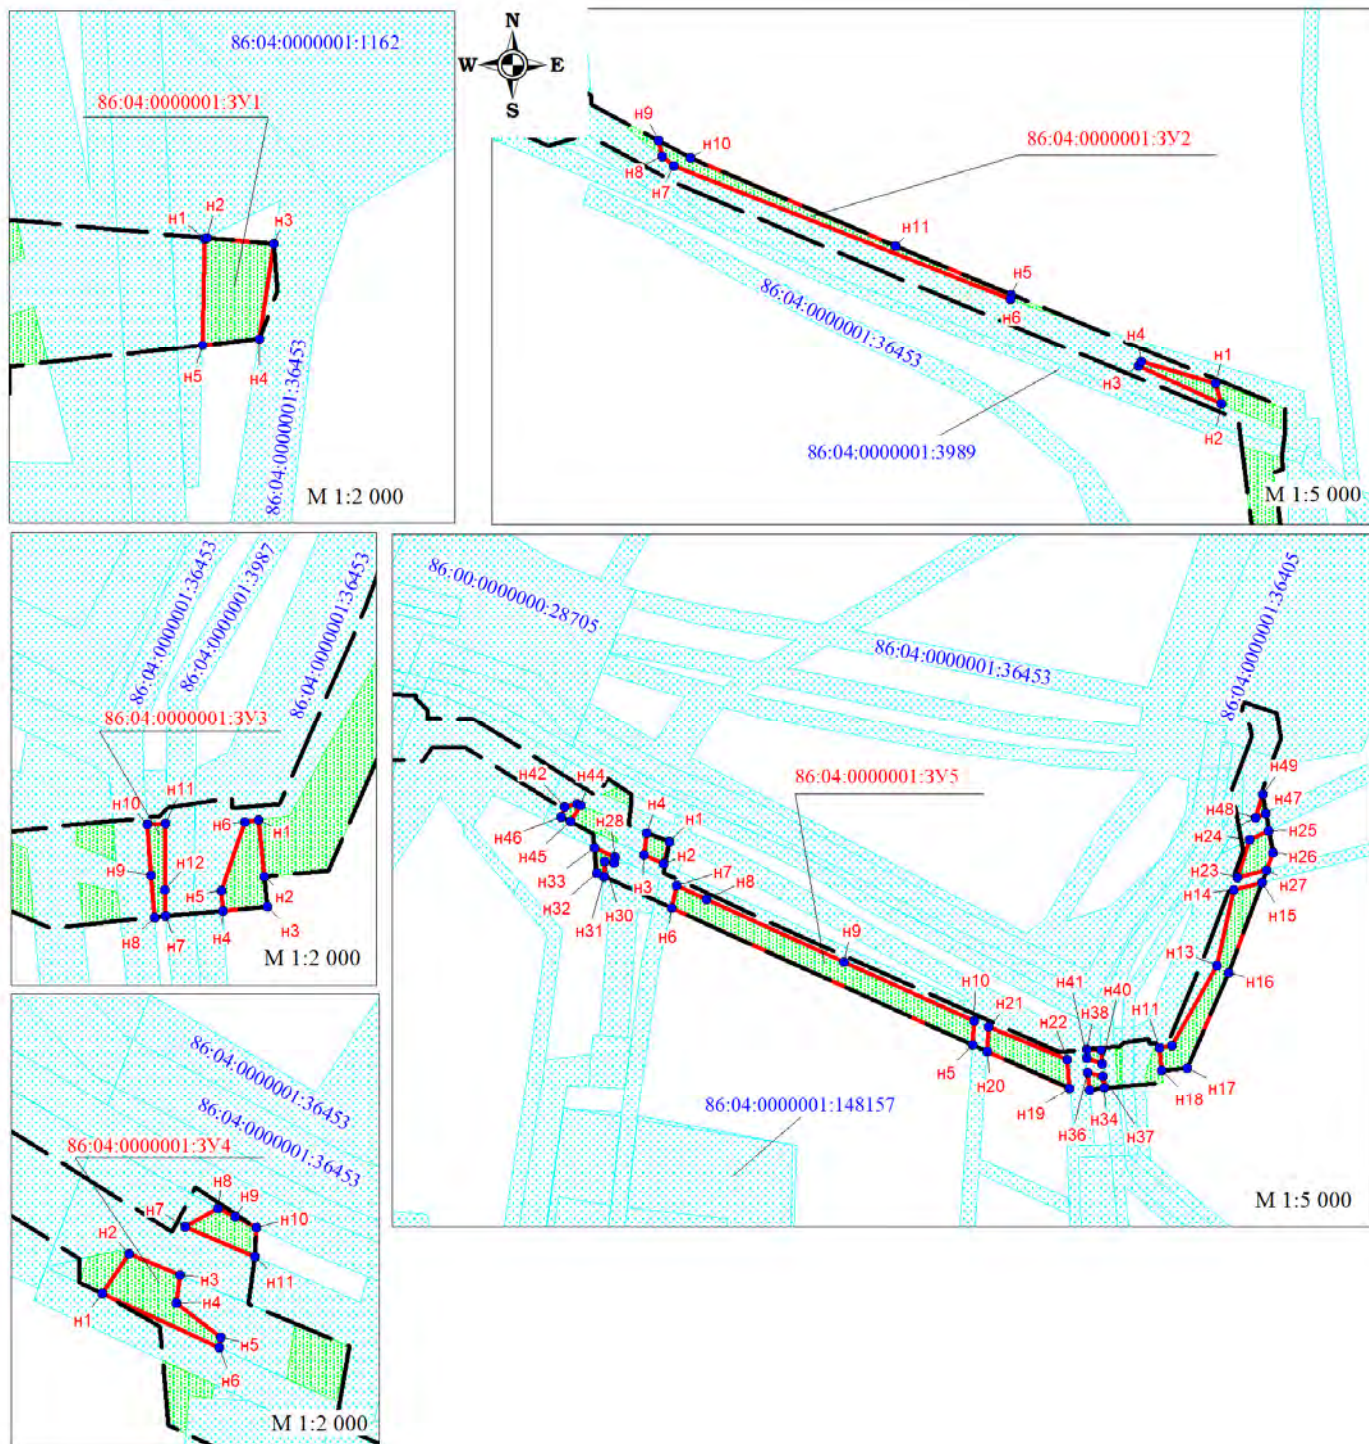 86:04:0000001:1162
86:04:0000001:ЗУ1
н1
н2
н3
н5
н4
86:04:0000001:36453
М 1:2 000
N
W
E
S
н9
н10
н8
н7
86:04:0000001:ЗУ2
н11
н5
н6
86:04:0000001:36453
н4
н1
н3
н2
86:04:0000001:3989
М 1:5 000
86:04:0000001:36453
86:04:0000001:3987
86:04:0000001:36453
86:04:0000001:ЗУ3
н10
н11
н6
н1
н9
н12
н5
н2
н8
н7
н4
н3
М 1:2 000
86:04:0000001:36453
86:04:0000001:36453
86:04:0000001:ЗУ4
н8
н9
н7
н10
н2
н11
н3
н4
н1
н5
н6
М 1:2 000
86:00:0000000:28705
86:04:0000001:36453
86:04:0000001:36405
86:04:0000001:ЗУ5
н42
н44
н4
н28
н1
н46
н2
н45
н7
н8
н33
н3
н32
н31
н30
н6
н9
н49
н48
н47
н24
н25
н26
н23
н27
н14
н15
н13
н16
н10
н21
н41
н38
н40
н11
н22
н5
н20
н19
н36
н34
н37
н18
н17
86:04:0000001:148157
М 1:5 000